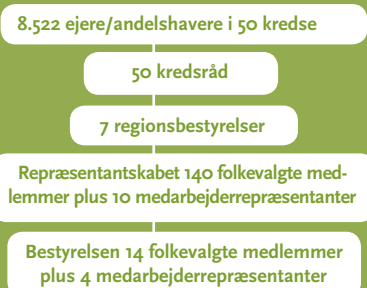 8.522 ejere/andelshavere i 50 kredse
50 kredsråd
7 regionsbestyrelser
Repræsentantskabet 140 folkevalgte med-
lemmer plus 10 medarbejderrepræsentanter
Bestyrelsen 14 folkevalgte medlemmer
plus 4 medarbejderrepræsentanter